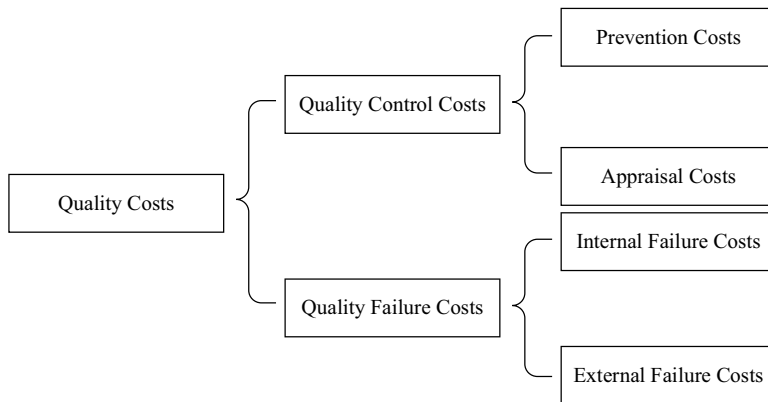 Prevention Costs
Quality Control Costs
Appraisal Costs
Quality Costs
Internal Failure Costs
Quality Failure Costs
External Failure Costs